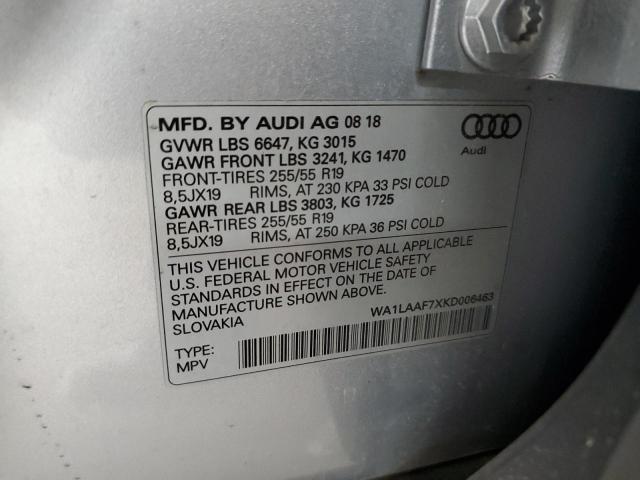 MFD. BY AUDI AG 08 18
GVWR LBS 6647, KG 3015
GAWR FRONT LBS 3241, KG 1470
FRONT-TIRES 255/55 R19
8,5JX19 RIMS, AT 230 KPA 33 PSI COLD
GAWR REAR LBS 3803, KG 1725
REAR-TIRES 255/55 R19
8,5JX19 RIMS, AT 250 KPA 36 PSI COLD
Audi
THIS VEHICLE CONFORMS TO ALL APPLICABLE
U.S. FEDERAL MOTOR VEHICLE SAFETY
STANDARDS IN EFFECT ON THE DATE OF
MANUFACTURE SHOWN ABOVE.
SLOVAKIA
WA1LAAF7XKD006463
TYPE:
MPV